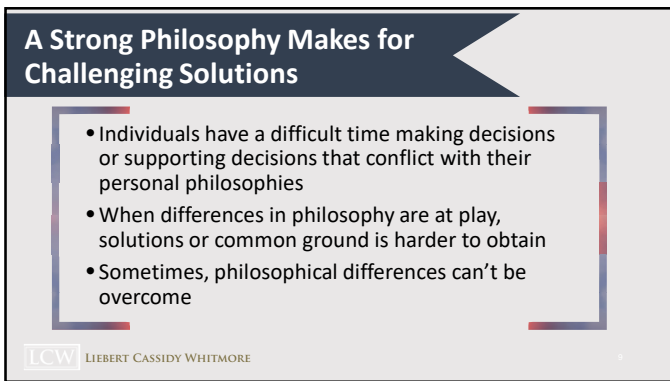 A Strong Philosophy Makes for
Challenging Solutions
• Individuals have a difficult time making decisions
or supporting decisions that conflict with their
personal philosophies
• When differences in philosophy are at play,
solutions or common ground is harder to obtain
• Sometimes, philosophical differences can’t be
overcome
LCW LIEBERT CASSIDY WHITMORE